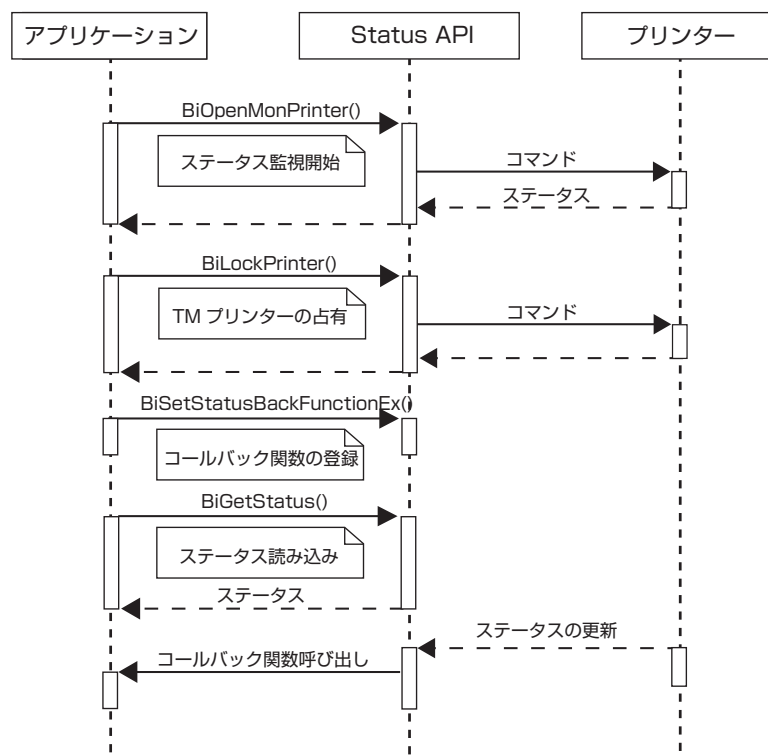 アプリケーション
Status API
プリンター
BiOpenMonPrinter()
ステータス監視開始
コマンド
ステータス
BiLockPrinter()
TM プリンターの占有
コマンド
BiSetStatusBackFunctionEx()
コールバック関数の登録
BiGetStatus()
ステータス読み込み
ステータス
ステータスの更新
コールバック関数呼び出し